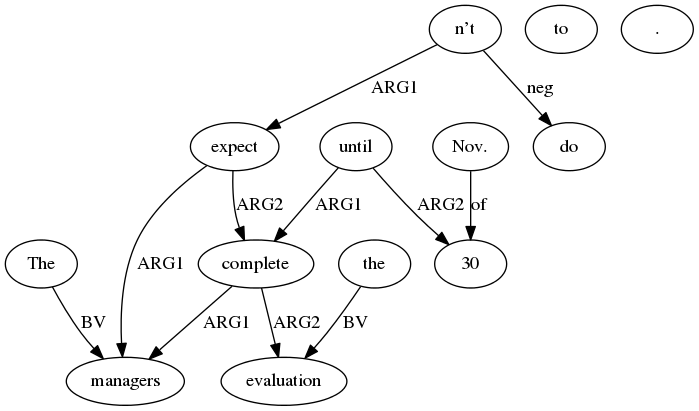 n't to .
ARG1 neg
expect until Nov. do
ARG2 ARG1 ARG2 of
The ARG1 complete the 30
BV ARG1 ARG2 BV
managers evaluation